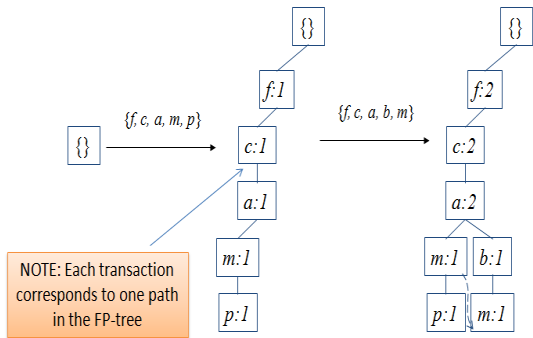 {}
{}
f:1
f:2
{f, c, a, m, p}
{f, c, a, b, m}
{}
c:1
c:2
a:1
a:2
m:1
m:1
b:1
NOTE: Each transaction
corresponds to one path
in the FP-tree
p:1
p:1
m:1